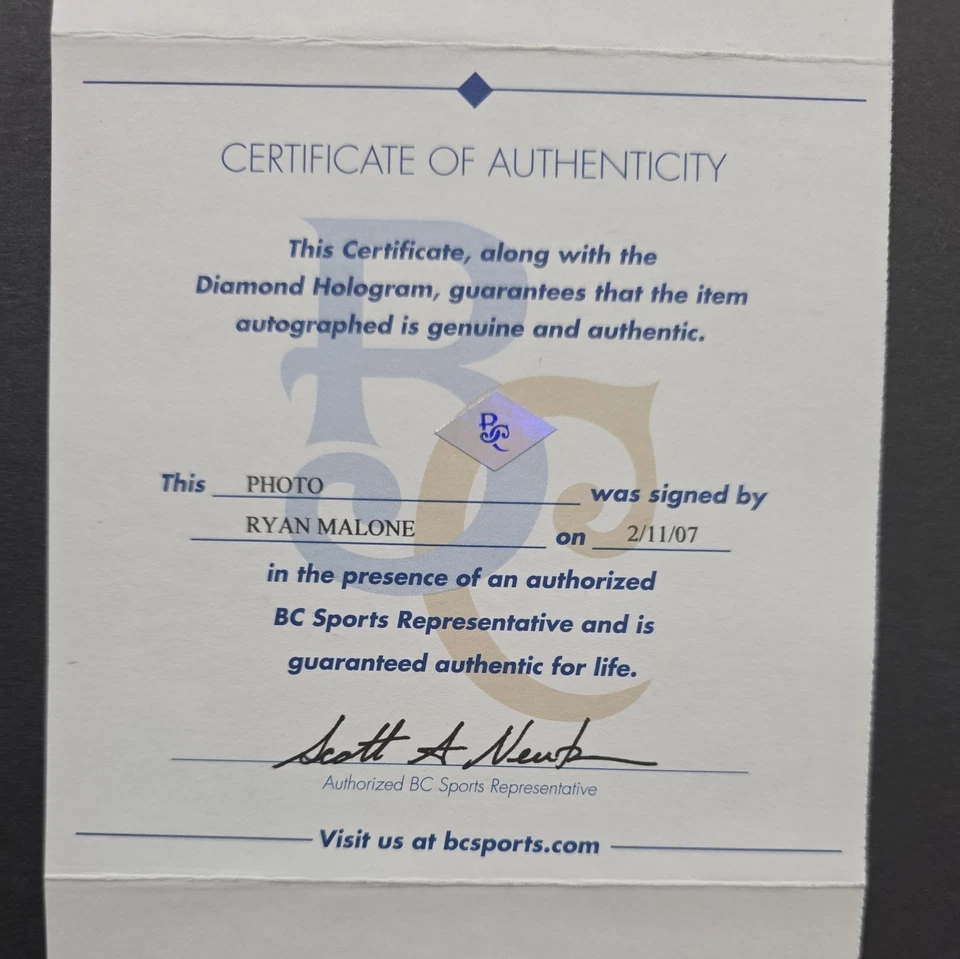 CERTIFICATE OF AUTHENTICITY
This Certificate, along with the
Diamond Hologram, guarantees that the item
autographed is genuine and authentic.
BC
This PHOTO was signed by
RYAN MALONE on 2/11/07
in the presence of an authorized
BC Sports Representative and is
guaranteed authentic for life.
Scott A
Authorized BC Sports Representative
Visit us at bcsports.com